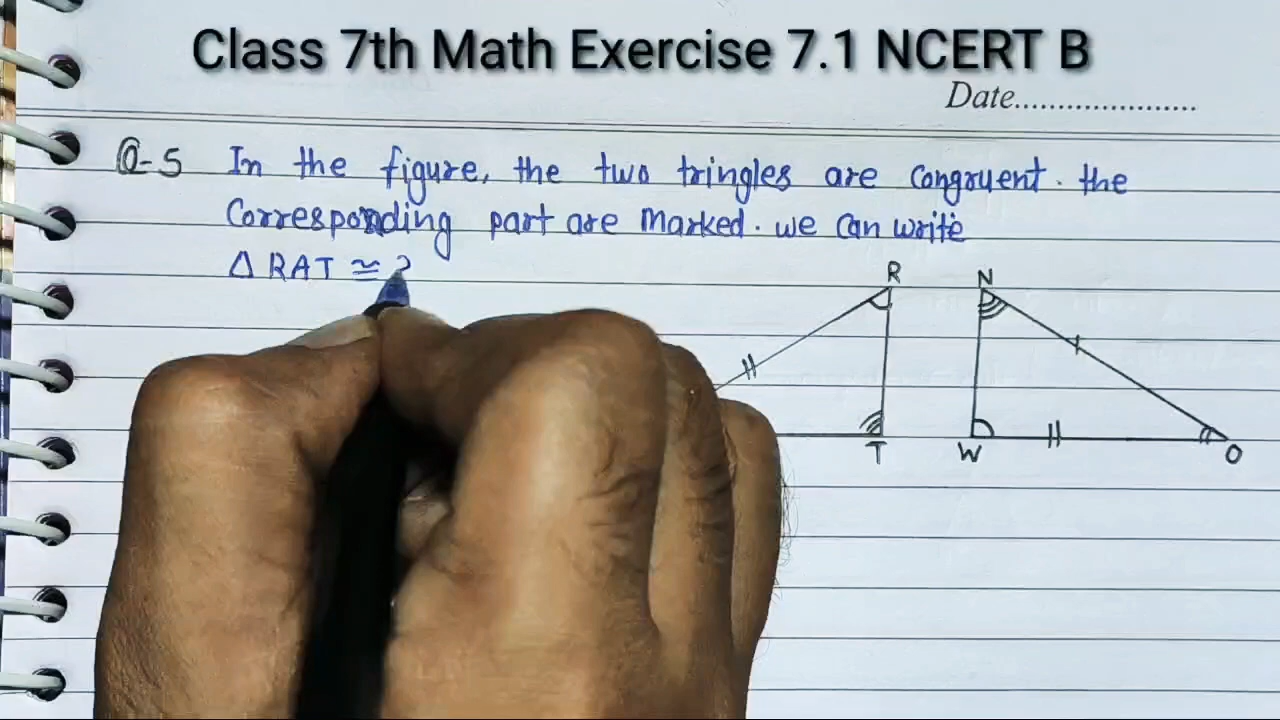 Class 7th Math Exercise 7.1 NCERT B
Date.....................
Q-5 In the figure, the two tringles are congruent. the
Corresponding part are Marked. we can write
Δ RAT ≅ ?
R N
T W O